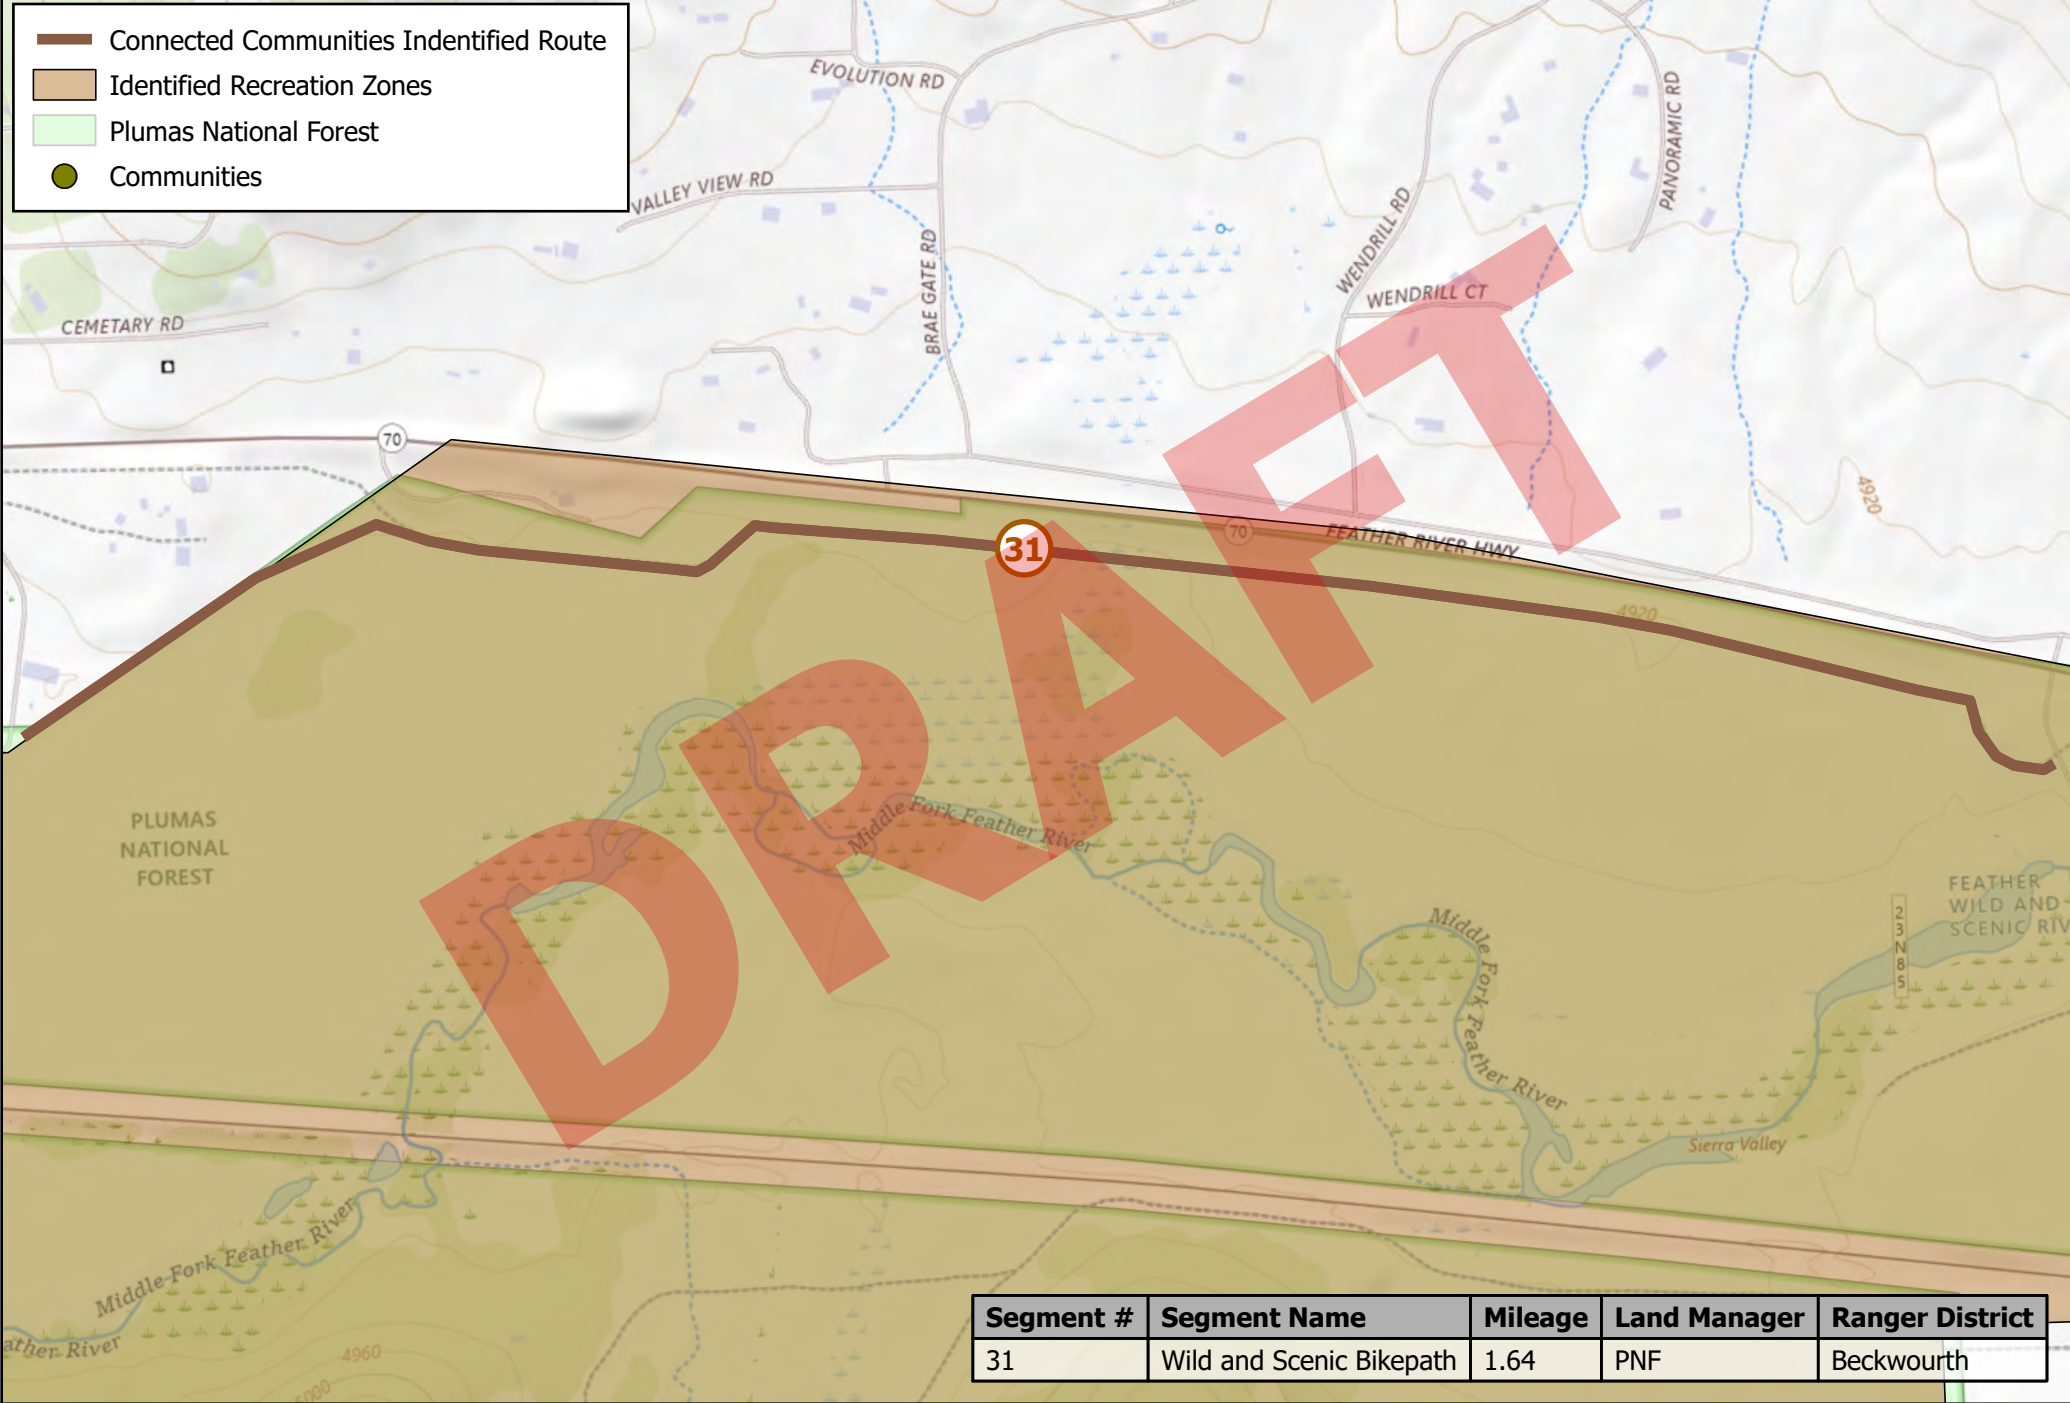 Connected Communities Indentified Route
Identified Recreation Zones
Plumas National Forest
Communities
EVOLUTION RD
VALLEY VIEW RD
BRAE GATE RD
PANORAMIC RD
WENDRILL RD
WENDRILL CT
CEMETARY RD
70
70
FEATHER RIVER HWY
4920
31
4920
DRAFT
PLUMAS
NATIONAL
FOREST
Middle Fork Feather River
Middle Fork Feather River
FEATHER
WILD AND
SCENIC RIV
23N85
Sierra Valley
Middle Fork Feather River
ather River
4960
5000
Segment # Segment Name Mileage Land Manager Ranger District
31 Wild and Scenic Bikepath 1.64 PNF Beckwourth